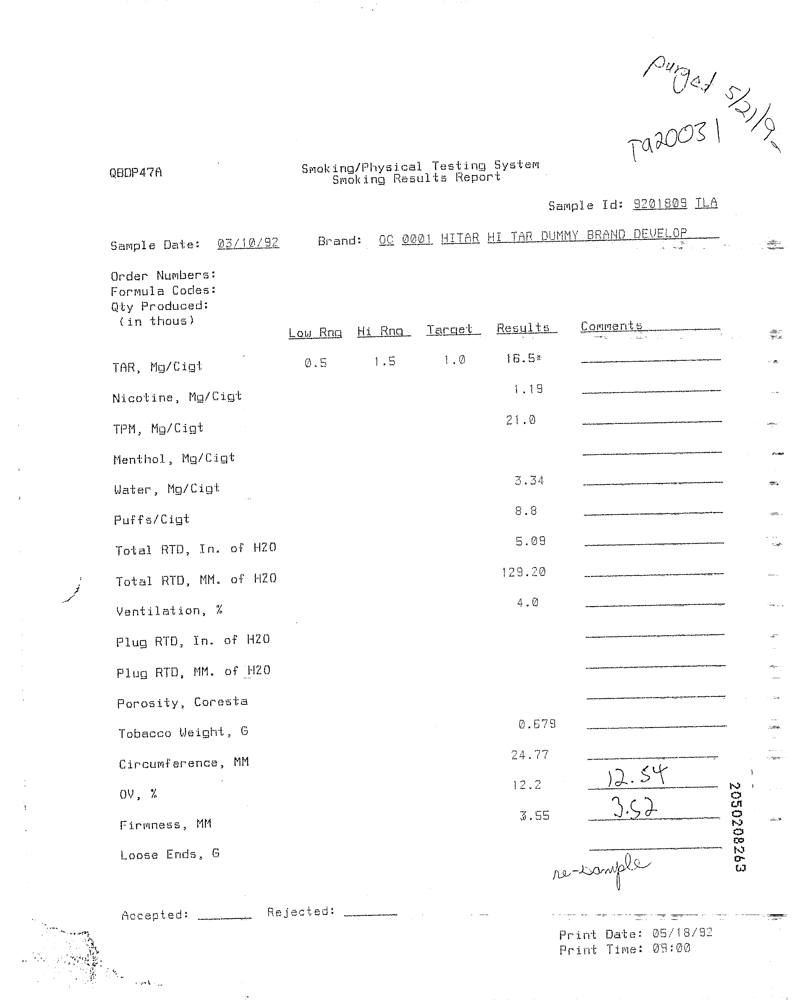 purged 5/21/9
TA20031
QBDP47A
Smoking/Physical Testing System
Smoking Results Report
Sample Id: 9201809 TLA
Sample Date: 03/10/92 Brand: OC 0001 HITAR HI TAR DUMMY BRAND DEVELOP
Order Numbers:
Formula Codes:
Qty Produced:
(in thous)
Low Rng Hi Rng Target Results Comments
TAR, Mg/Cigt 0.5 1.5 1.0 16.5*
Nicotine, Mg/Cigt 1.19
TPM, Mg/Cigt 21.0
Menthol, Mg/Cigt
Water, Mg/Cigt 3.34
Puffs/Cigt 8.8
Total RTD, In. of H2O 5.09
Total RTD, MM. of H2O 129.20
Ventilation, % 4.0
Plug RTD, In. of H2O
Plug RTD, MM. of H2O
Porosity, Coresta
Tobacco Weight, G 0.679
Circumference, MM 24.77
OV, % 12.2 12.54
Firmness, MM 3.55 3.52
Loose Ends, G
re-sample
2050208263
Accepted: Rejected:
Print Date: 05/18/92
Print Time: 09:00